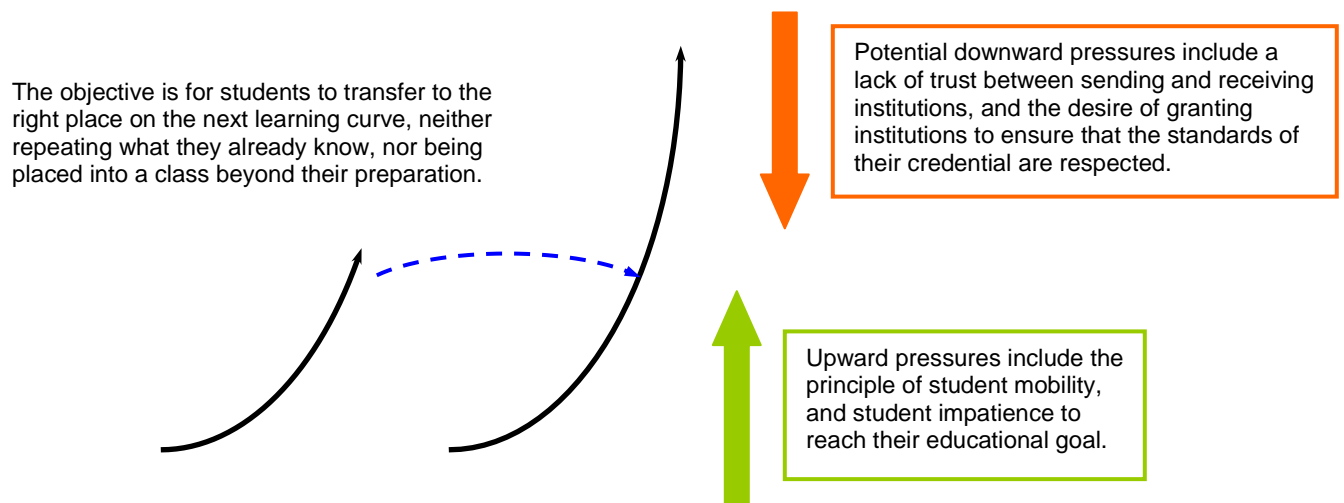 The objective is for students to transfer to the
right place on the next learning curve, neither
repeating what they already know, nor being
placed into a class beyond their preparation.
Potential downward pressures include a
lack of trust between sending and receiving
institutions, and the desire of granting
institutions to ensure that the standards of
their credential are respected.
Upward pressures include the
principle of student mobility,
and student impatience to
reach their educational goal.